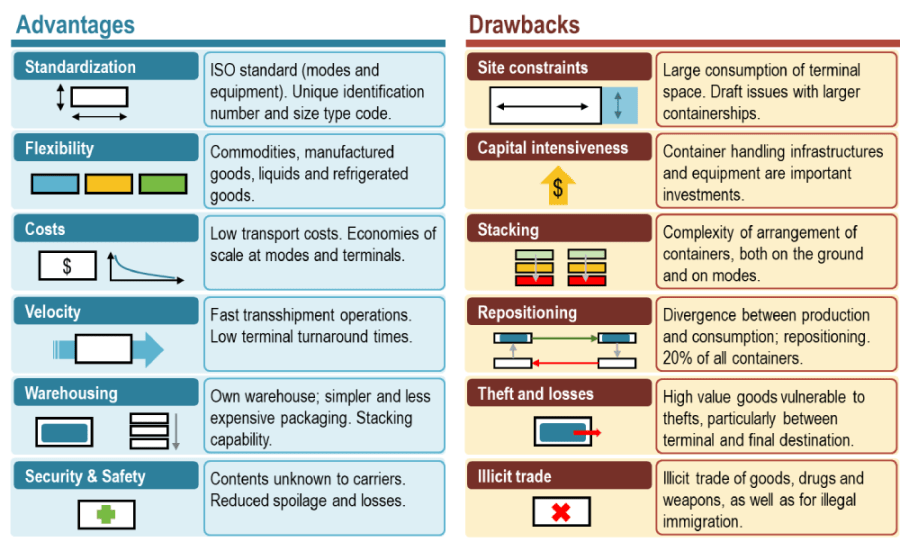 Advantages
Standardization
ISO standard (modes and
equipment). Unique identification
number and size type code.
Flexibility
Commodities, manufactured
goods, liquids and refrigerated
goods.
Costs
$
Low transport costs. Economies of
scale at modes and terminals.
Velocity
Fast transshipment operations.
Low terminal turnaround times.
Warehousing
Own warehouse; simpler and less
expensive packaging. Stacking
capability.
Security & Safety
Contents unknown to carriers.
Reduced spoilage and losses.
Drawbacks
Site constraints
Large consumption of terminal
space. Draft issues with larger
containerships.
Capital intensiveness
$
Container handling infrastructures
and equipment are important
investments.
Stacking
Complexity of arrangement of
containers, both on the ground
and on modes.
Repositioning
Divergence between production
and consumption; repositioning.
20% of all containers.
Theft and losses
High value goods vulnerable to
thefts, particularly between
terminal and final destination.
Illicit trade
Illicit trade of goods, drugs and
weapons, as well as for illegal
immigration.